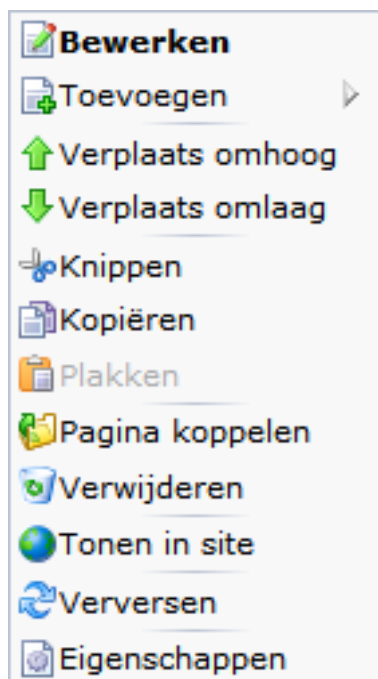 Bewerken
Toevoegen
Verplaats omhoog
Verplaats omlaag
Knippen
Kopiëren
Plakken
Pagina koppelen
Verwijderen
Tonen in site
Verversen
Eigenschappen